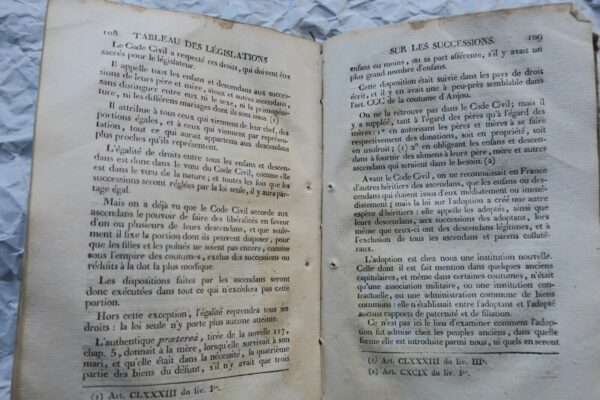 108 TABLEAU DES LÉGISLATIONS
Le Code Civil a respecté ces droits, qui doivent être
sacrés pour le législateur.
Il appelle tous les enfans et descendans aux succes-
sions de leurs père et mère, aïeux et autres ascendans,
sans distinguer entre eux ni le sexe, ni la primogéni-
ture, ni les différens mariages dont ils sont issus. (1)
Il attribue à tous ceux qui viennent de leur chef, des
portions égales, et à ceux qui viennent par représen-
tation, tout ce qui aurait appartenu aux descendans
plus proches qu'ils représentent.
L'égalité de droits entre tous les enfans et descen-
dans est donc dans le vœu du Code Civil, comme elle
est dans le vœu de la nature; et toutes les fois que les
successions seront réglées par la loi seule, il y aura par-
tage égal.
Mais on a déjà vu que le Code Civil accorde aux
ascendans le pouvoir de faire des libéralités en faveur
d'un ou plusieurs de leurs descendans, et que seule-
ment il fixe la portion dont ils peuvent disposer, pour
que les filles et les puînés ne soient pas encore, comme
sous l'empire des coutumes, exclus des successions ou
réduits à la dot la plus modique.
Les dispositions faites par les ascendans seront
donc exécutées dans tout ce qui n'excédera pas cette
portion.
Hors cette exception, l'égalité reprendra tous ses
droits : la loi seule n'y porte plus aucune atteinte.
L'authentique prætereà, tirée de la novelle 117,
chap. 5, donnait à la mère, lorsqu'elle survivait à son
mari, et qu'elle était dans la nécessité, la quatrième
partie des biens du défunt, s'il n'y avait que trois
(1) Art. CLXXXIII du liv. Ier.
SUR LES SUCCESSIONS. 109
enfans ou moins, ou sa part afférente, s'il y avait un
plus grand nombre d'enfans.
Cette disposition était suivie dans les pays de droit
écrit, et il y en avait une à peu-près semblable dans
l'art. CCC de la coutume d'Anjou.
On ne la retrouve pas dans le Code Civil; mais il
y a suppléé, tant à l'égard des pères qu'à l'égard des
mères : 1° en autorisant les pères et mères à se faire
respectivement des donations, soit en propriété, soit
en usufruit; (1) 2° en obligeant les enfans et descen-
dans à fournir des alimens à leurs père, mère et autres
ascendans qui seraient dans le besoin. (2)
Avant le Code Civil, on ne reconnaissait en France
d'autres héritiers des ascendans, que les enfans ou des-
cendans qui étaient issus d'eux médiatement ou immé-
diatement; mais la loi sur l'adoption a créé une autre
espèce d'héritiers : elle appelle les adoptés, ainsi que
leurs descendans, aux successions des adoptans, lors
même que ceux-ci ont des descendans légitimes, et à
l'exclusion de tous les ascendans et parens collaté-
raux.
L'adoption est chez nous une institution nouvelle.
Celle dont il est fait mention dans quelques anciens
capitulaires, et même dans certaines coutumes, n'était
qu'une association militaire, ou une institution con-
tractuelle, ou une administration commune de biens
communs : elle n'établissait entre l'adoptant et l'adopté
aucuns rapports de paternité et de filiation.
Ce n'est pas ici le lieu d'examiner comment l'adop-
tion fut admise chez les peuples anciens, dans quelle
forme elle est introduite parmi nous, ni quels en seront
(1) Art. CLXXXIII du liv. IIIe.
(2) Art. CXCIX du liv. Ier.